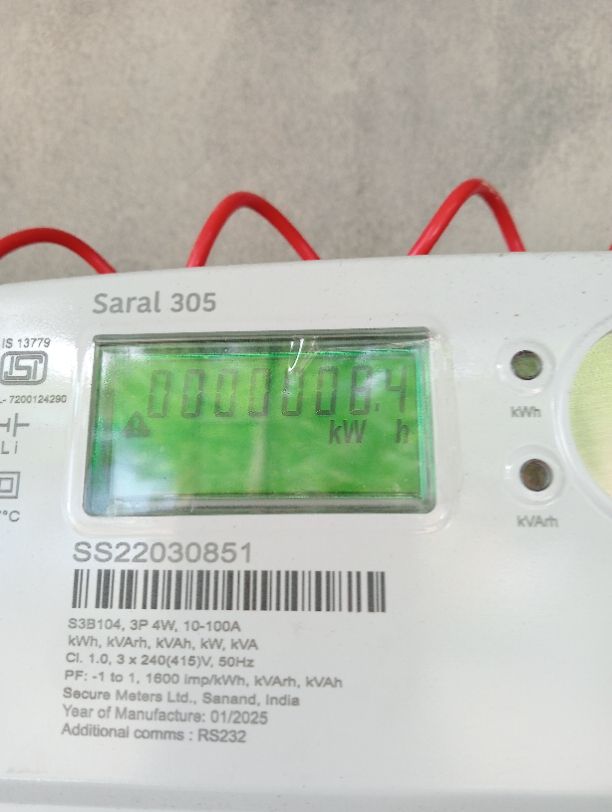 Saral 305
IS 13779
L- 7200124290
Li
°C
0000008.4
kW h
kWh
kVArh
SS22030851
S3B104, 3P 4W, 10-100A
kWh, kVArh, kVAh, kW, kVA
Cl. 1.0, 3 x 240(415)V, 50Hz
PF: -1 to 1, 1600 imp/kWh, kVArh, kVAh
Secure Meters Ltd., Sanand, India
Year of Manufacture: 01/2025
Additional comms : RS232